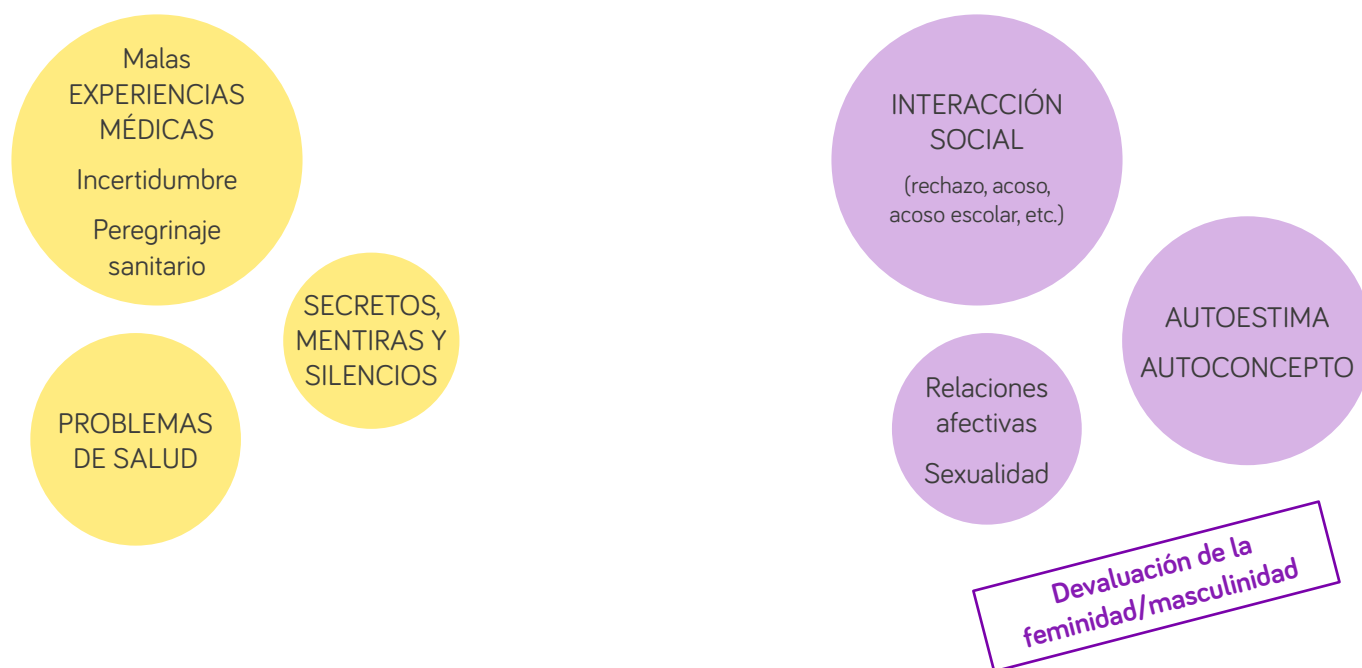 Malas
EXPERIENCIAS
MÉDICAS
Incertidumbre
Peregrinaje
sanitario
SECRETOS,
MENTIRAS Y
SILENCIOS
PROBLEMAS
DE SALUD
INTERACCIÓN
SOCIAL
(rechazo, acoso,
acoso escolar, etc.)
AUTOESTIMA
AUTOCONCEPTO
Relaciones
afectivas
Sexualidad
Devaluación de la
feminidad/masculinidad